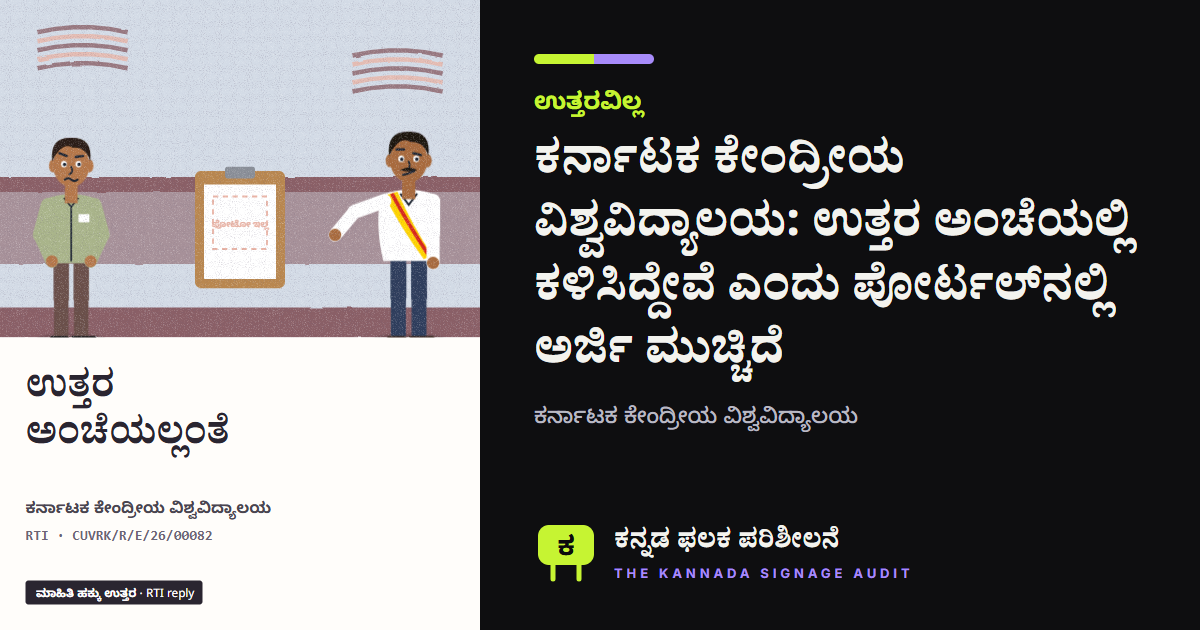 ಫೋಟೋ ಇಲ್ಲ
ಉತ್ತರ
ಅಂಚೆಯಲ್ಲಂತೆ
ಕರ್ನಾಟಕ ಕೇಂದ್ರೀಯ ವಿಶ್ವವಿದ್ಯಾಲಯ
RTI · CUVRK/R/E/26/00082
ಮಾಹಿತಿ ಹಕ್ಕು ಉತ್ತರ · RTI reply
ಉತ್ತರವಿಲ್ಲ
ಕರ್ನಾಟಕ ಕೇಂದ್ರೀಯ
ವಿಶ್ವವಿದ್ಯಾಲಯ: ಉತ್ತರ ಅಂಚೆಯಲ್ಲಿ
ಕಳಿಸಿದ್ದೇವೆ ಎಂದು ಪೋರ್ಟಲ್‌ನಲ್ಲಿ
ಅರ್ಜಿ ಮುಚ್ಚಿದೆ
ಕರ್ನಾಟಕ ಕೇಂದ್ರೀಯ ವಿಶ್ವವಿದ್ಯಾಲಯ
ಕ
ಕನ್ನಡ ಫಲಕ ಪರಿಶೀಲನೆ
THE KANNADA SIGNAGE AUDIT